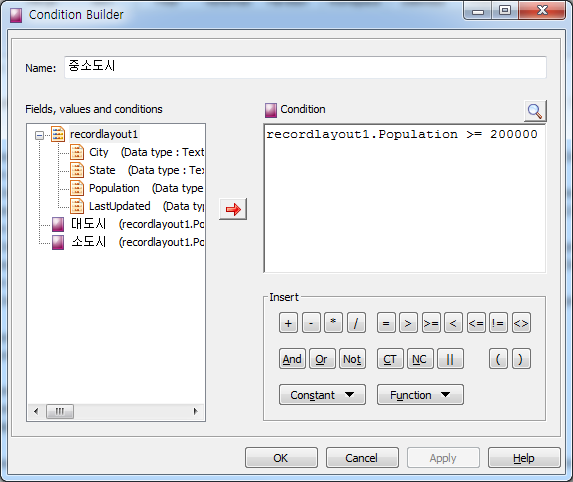 Condition Builder
Name: 중소도시
Fields, values and conditions
Condition
recordlayout1
City (Data type : Text
State (Data type : Tex
Population (Data type
LastUpdated (Data typ
대도시 (recordlayout1.Po
소도시 (recordlayout1.Po
recordlayout1.Population >= 200000
Insert
+ - * / = > >= < <= != <>
And Or Not CT NC || ( )
Constant Function
OK Cancel Apply Help